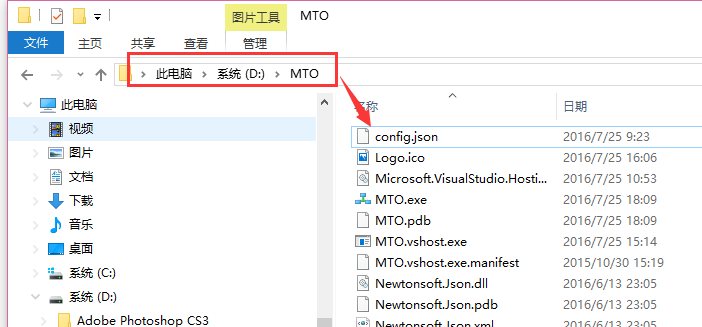 图片工具 MTO
文件 主页 共享 查看 管理
此电脑 系统 (D:) MTO
名称 日期
此电脑
视频
图片
文档
下载
音乐
桌面
系统 (C:)
系统 (D:)
Adobe Photoshop CS3
config.json 2016/7/25 9:23
Logo.ico 2016/7/25 16:06
Microsoft.VisualStudio.Hosti... 2016/7/25 10:53
MTO.exe 2016/7/25 18:09
MTO.pdb 2016/7/25 18:09
MTO.vshost.exe 2016/7/25 15:14
MTO.vshost.exe.manifest 2015/10/30 15:19
Newtonsoft.Json.dll 2016/6/13 23:05
Newtonsoft.Json.pdb 2016/6/13 23:05
Newtonsoft.Json.xml 2016/6/13 23:05